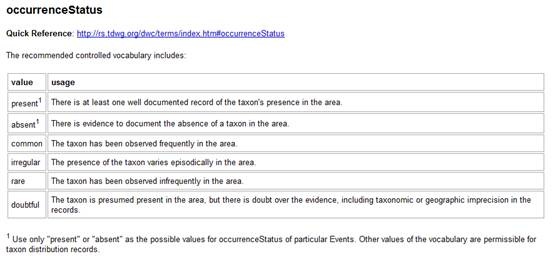 occurrenceStatus
Quick Reference: http://rs.tdwg.org/dwc/terms/index.htm#occurrenceStatus
The recommended controlled vocabulary includes:
value usage
present1 There is at least one well documented record of the taxon's presence in the area.
absent1 There is evidence to document the absence of a taxon in the area.
common The taxon has been observed frequently in the area.
irregular The presence of the taxon varies episodically in the area.
rare The taxon has been observed infrequently in the area.
doubtful The taxon is presumed present in the area, but there is doubt over the evidence, including taxonomic or geographic imprecision in the
records.
1 Use only "present" or "absent" as the possible values for occurrenceStatus of particular Events. Other values of the vocabulary are permissible for
taxon distribution records.